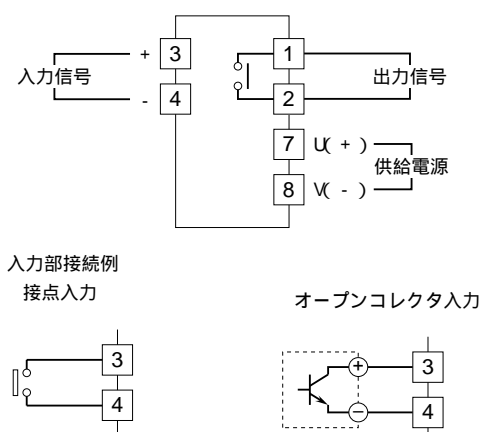 + 3
1
入力信号
出力信号
- 4
2
7 U( + )
供給電源
8 V( - )
入力部接続例
接点入力
オープンコレクタ入力
3
+ 3
4
− 4